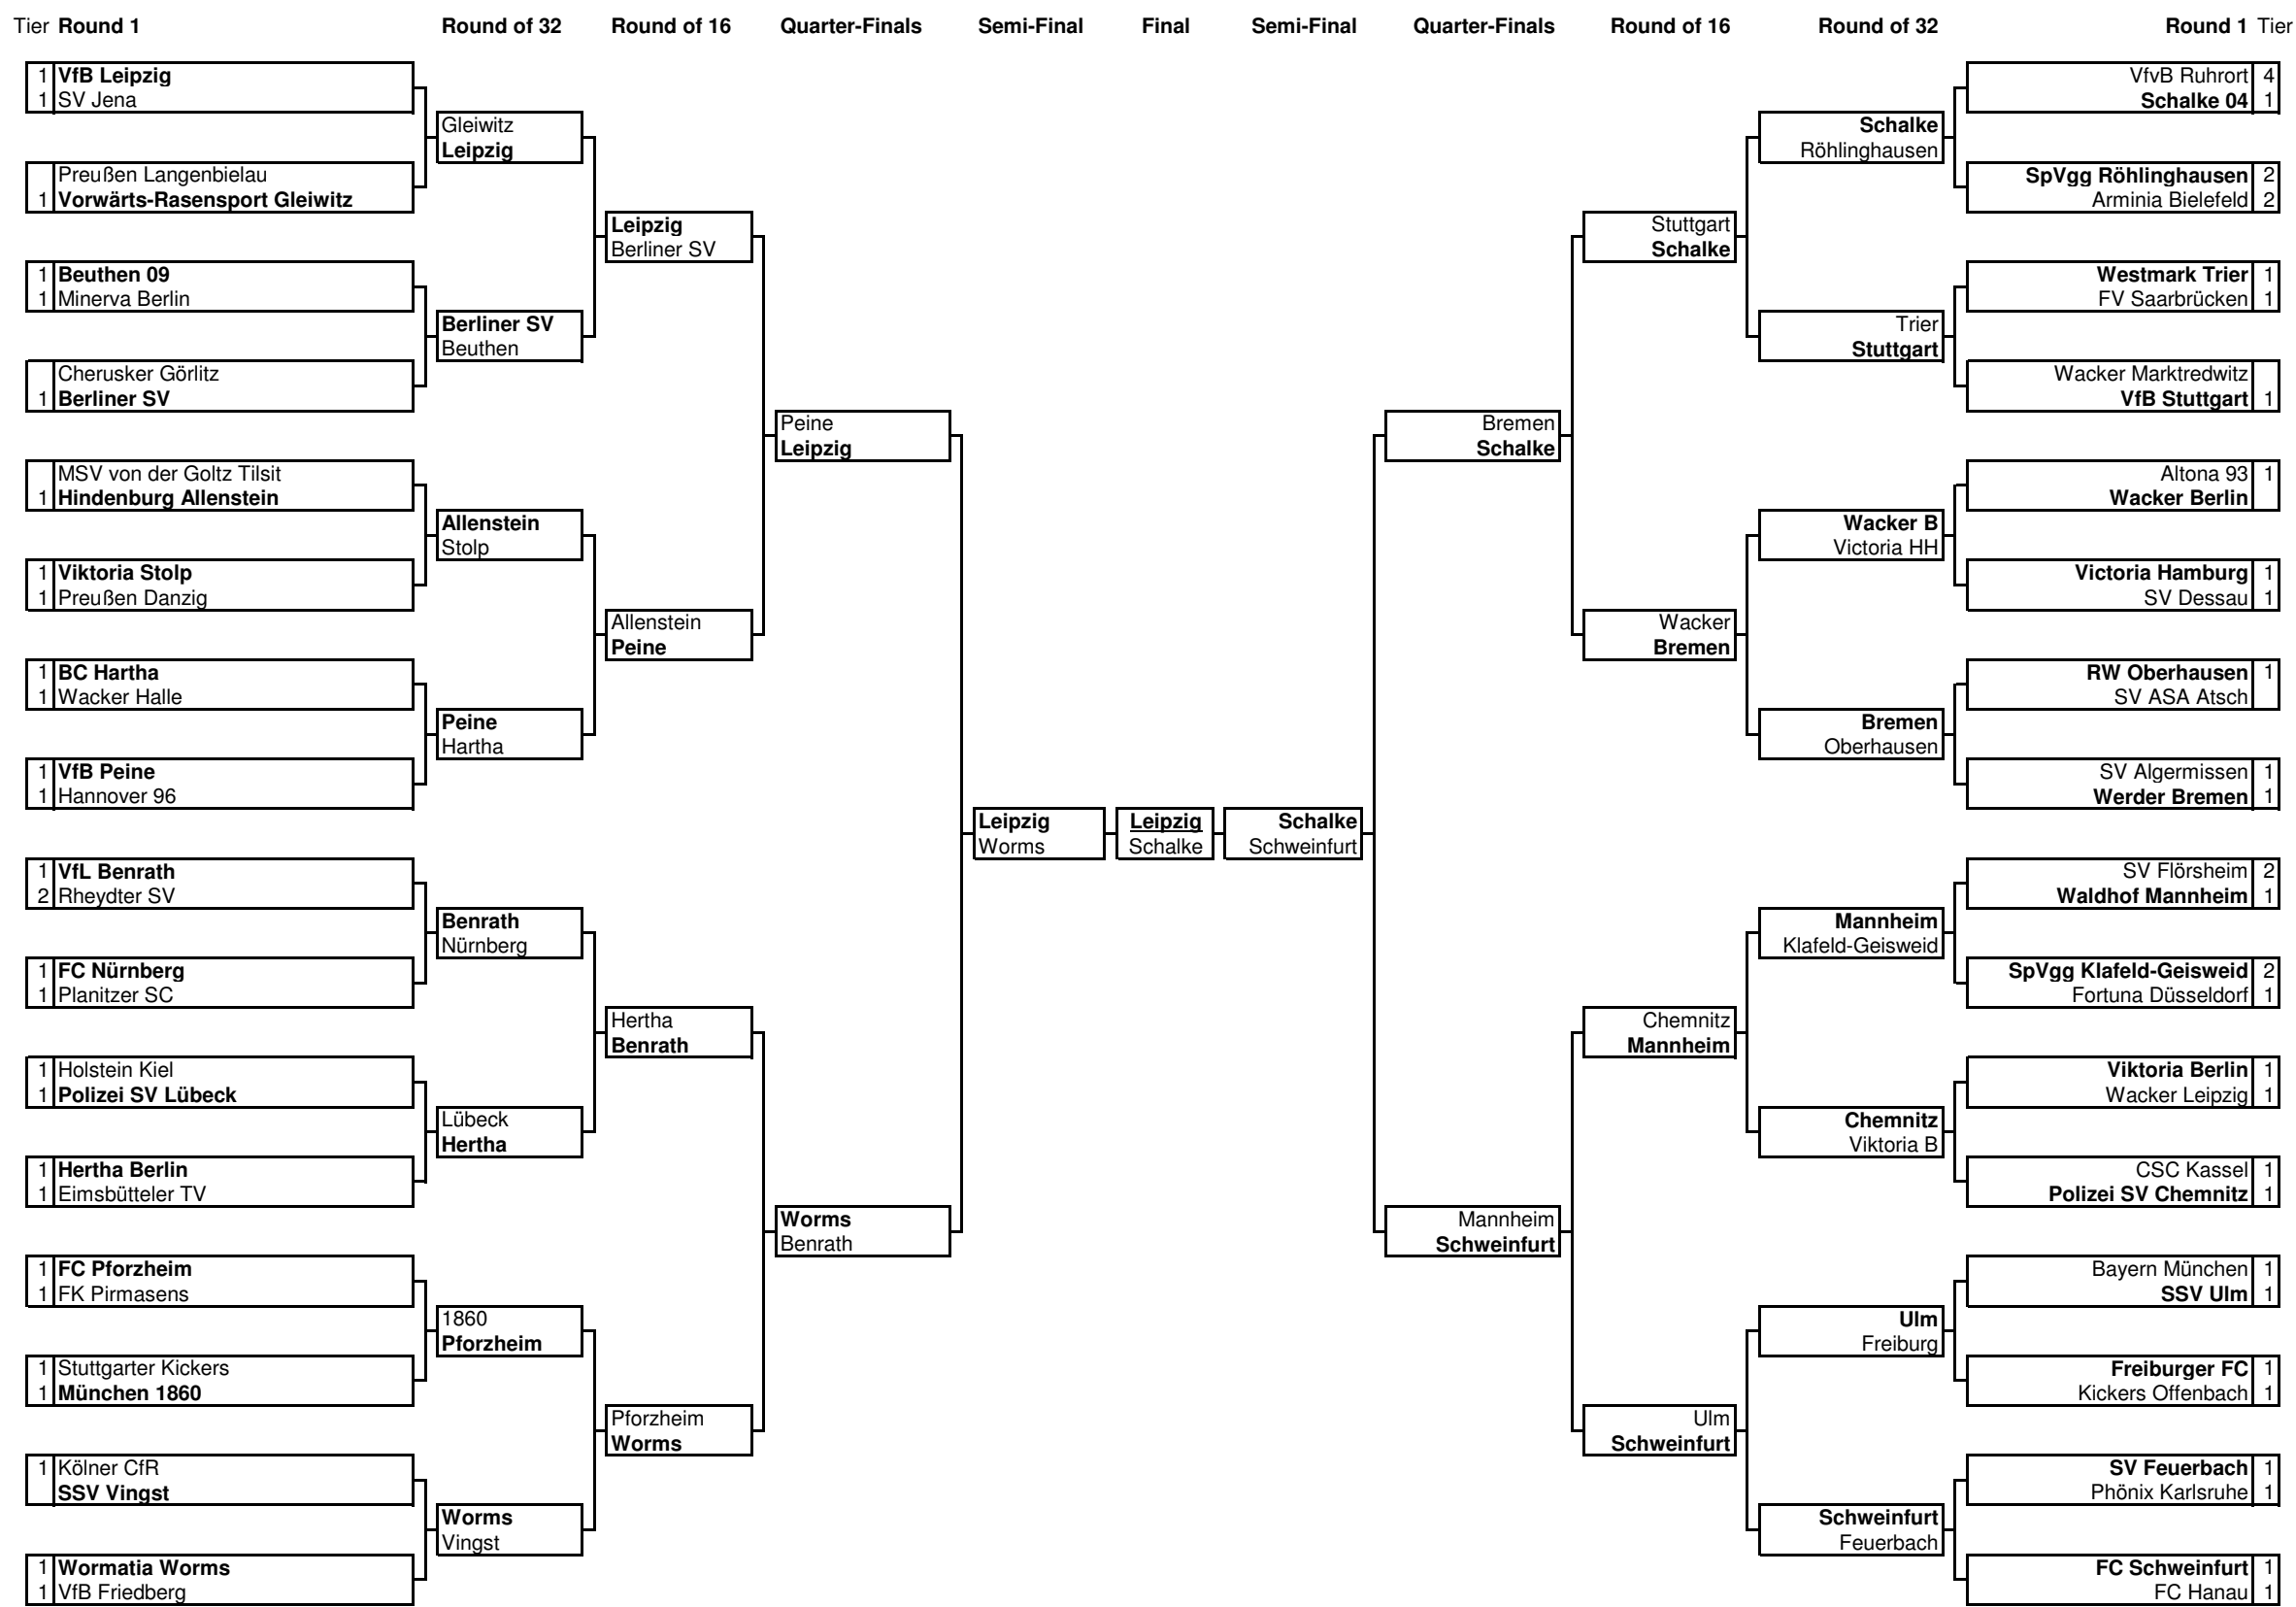 Tier Round 1 Round of 32 Round of 16 Quarter-Finals Semi-Final Final Semi-Final Quarter-Finals Round of 16 Round of 32 Round 1 Tier
1 VfB Leipzig
1 SV Jena
Preußen Langenbielau
1 Vorwärts-Rasensport Gleiwitz
1 Beuthen 09
1 Minerva Berlin
Cherusker Görlitz
1 Berliner SV
MSV von der Goltz Tilsit
1 Hindenburg Allenstein
1 Viktoria Stolp
1 Preußen Danzig
1 BC Hartha
1 Wacker Halle
1 VfB Peine
1 Hannover 96
1 VfL Benrath
2 Rheydter SV
1 FC Nürnberg
1 Planitzer SC
1 Holstein Kiel
1 Polizei SV Lübeck
1 Hertha Berlin
1 Eimsbütteler TV
1 FC Pforzheim
1 FK Pirmasens
1 Stuttgarter Kickers
1 München 1860
1 Kölner CfR
SSV Vingst
1 Wormatia Worms
1 VfB Friedberg
Gleiwitz
Leipzig
Berliner SV
Beuthen
Allenstein
Stolp
Peine
Hartha
Benrath
Nürnberg
Lübeck
Hertha
1860
Pforzheim
Worms
Vingst
Leipzig
Berliner SV
Allenstein
Peine
Hertha
Benrath
Pforzheim
Worms
Peine
Leipzig
Worms
Benrath
Leipzig
Worms
Leipzig
Schalke
Schalke
Schweinfurt
Bremen
Schalke
Mannheim
Schweinfurt
Stuttgart
Schalke
Wacker
Bremen
Chemnitz
Mannheim
Ulm
Schweinfurt
Schalke
Röhlinghausen
Trier
Stuttgart
Wacker B
Victoria HH
Bremen
Oberhausen
Mannheim
Klafeld-Geisweid
Chemnitz
Viktoria B
Ulm
Freiburg
Schweinfurt
Feuerbach
VfvB Ruhrort 4
Schalke 04 1
SpVgg Röhlinghausen 2
Arminia Bielefeld 2
Westmark Trier 1
FV Saarbrücken 1
Wacker Marktredwitz
VfB Stuttgart 1
Altona 93 1
Wacker Berlin
Victoria Hamburg 1
SV Dessau 1
RW Oberhausen 1
SV ASA Atsch
SV Algermissen 1
Werder Bremen 1
SV Flörsheim 2
Waldhof Mannheim 1
SpVgg Klafeld-Geisweid 2
Fortuna Düsseldorf 1
Viktoria Berlin 1
Wacker Leipzig 1
CSC Kassel 1
Polizei SV Chemnitz 1
Bayern München 1
SSV Ulm 1
Freiburger FC 1
Kickers Offenbach 1
SV Feuerbach 1
Phönix Karlsruhe 1
FC Schweinfurt 1
FC Hanau 1